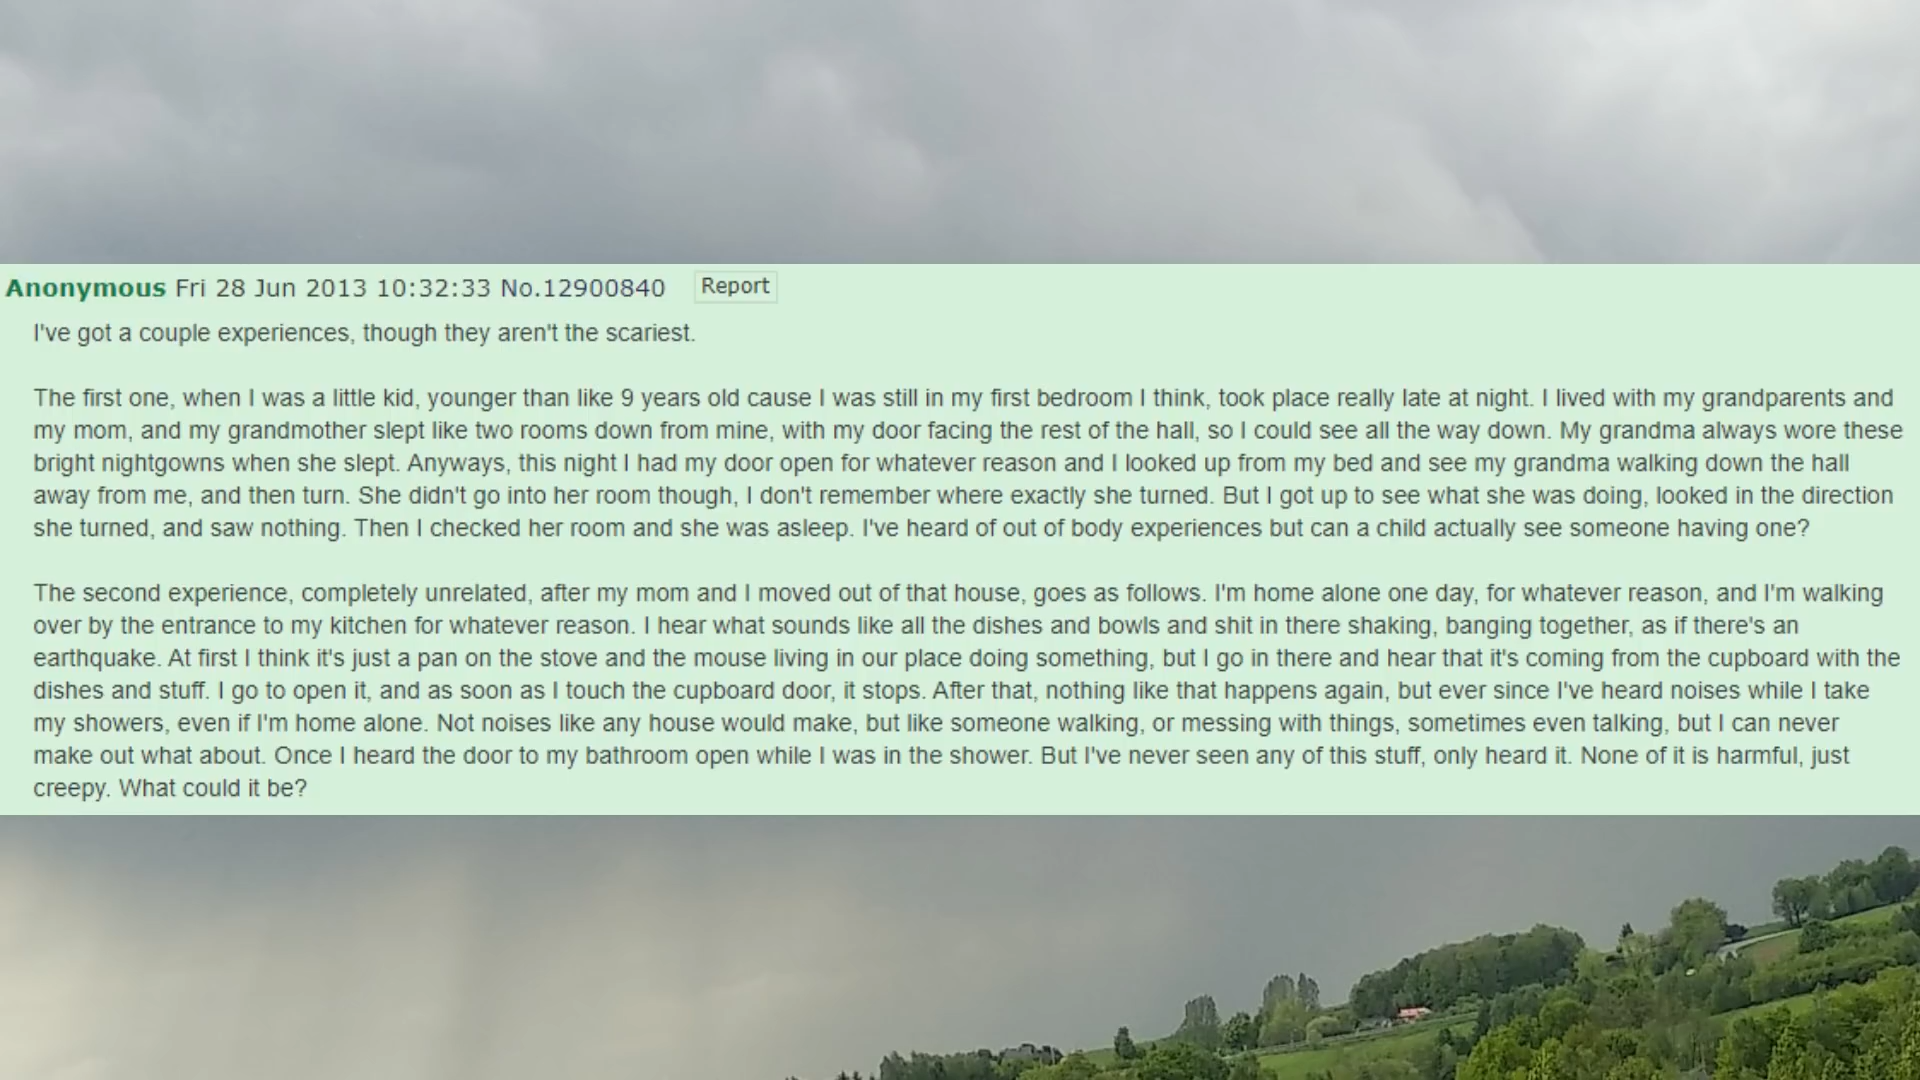 Anonymous Fri 28 Jun 2013 10:32:33 No.12900840 Report
I've got a couple experiences, though they aren't the scariest.
The first one, when I was a little kid, younger than like 9 years old cause I was still in my first bedroom I think, took place really late at night. I lived with my grandparents and
my mom, and my grandmother slept like two rooms down from mine, with my door facing the rest of the hall, so I could see all the way down. My grandma always wore these
bright nightgowns when she slept. Anyways, this night I had my door open for whatever reason and I looked up from my bed and see my grandma walking down the hall
away from me, and then turn. She didn't go into her room though, I don't remember where exactly she turned. But I got up to see what she was doing, looked in the direction
she turned, and saw nothing. Then I checked her room and she was asleep. I've heard of out of body experiences but can a child actually see someone having one?
The second experience, completely unrelated, after my mom and I moved out of that house, goes as follows. I'm home alone one day, for whatever reason, and I'm walking
over by the entrance to my kitchen for whatever reason. I hear what sounds like all the dishes and bowls and shit in there shaking, banging together, as if there's an
earthquake. At first I think it's just a pan on the stove and the mouse living in our place doing something, but I go in there and hear that it's coming from the cupboard with the
dishes and stuff. I go to open it, and as soon as I touch the cupboard door, it stops. After that, nothing like that happens again, but ever since I've heard noises while I take
my showers, even if I'm home alone. Not noises like any house would make, but like someone walking, or messing with things, sometimes even talking, but I can never
make out what about. Once I heard the door to my bathroom open while I was in the shower. But I've never seen any of this stuff, only heard it. None of it is harmful, just
creepy. What could it be?